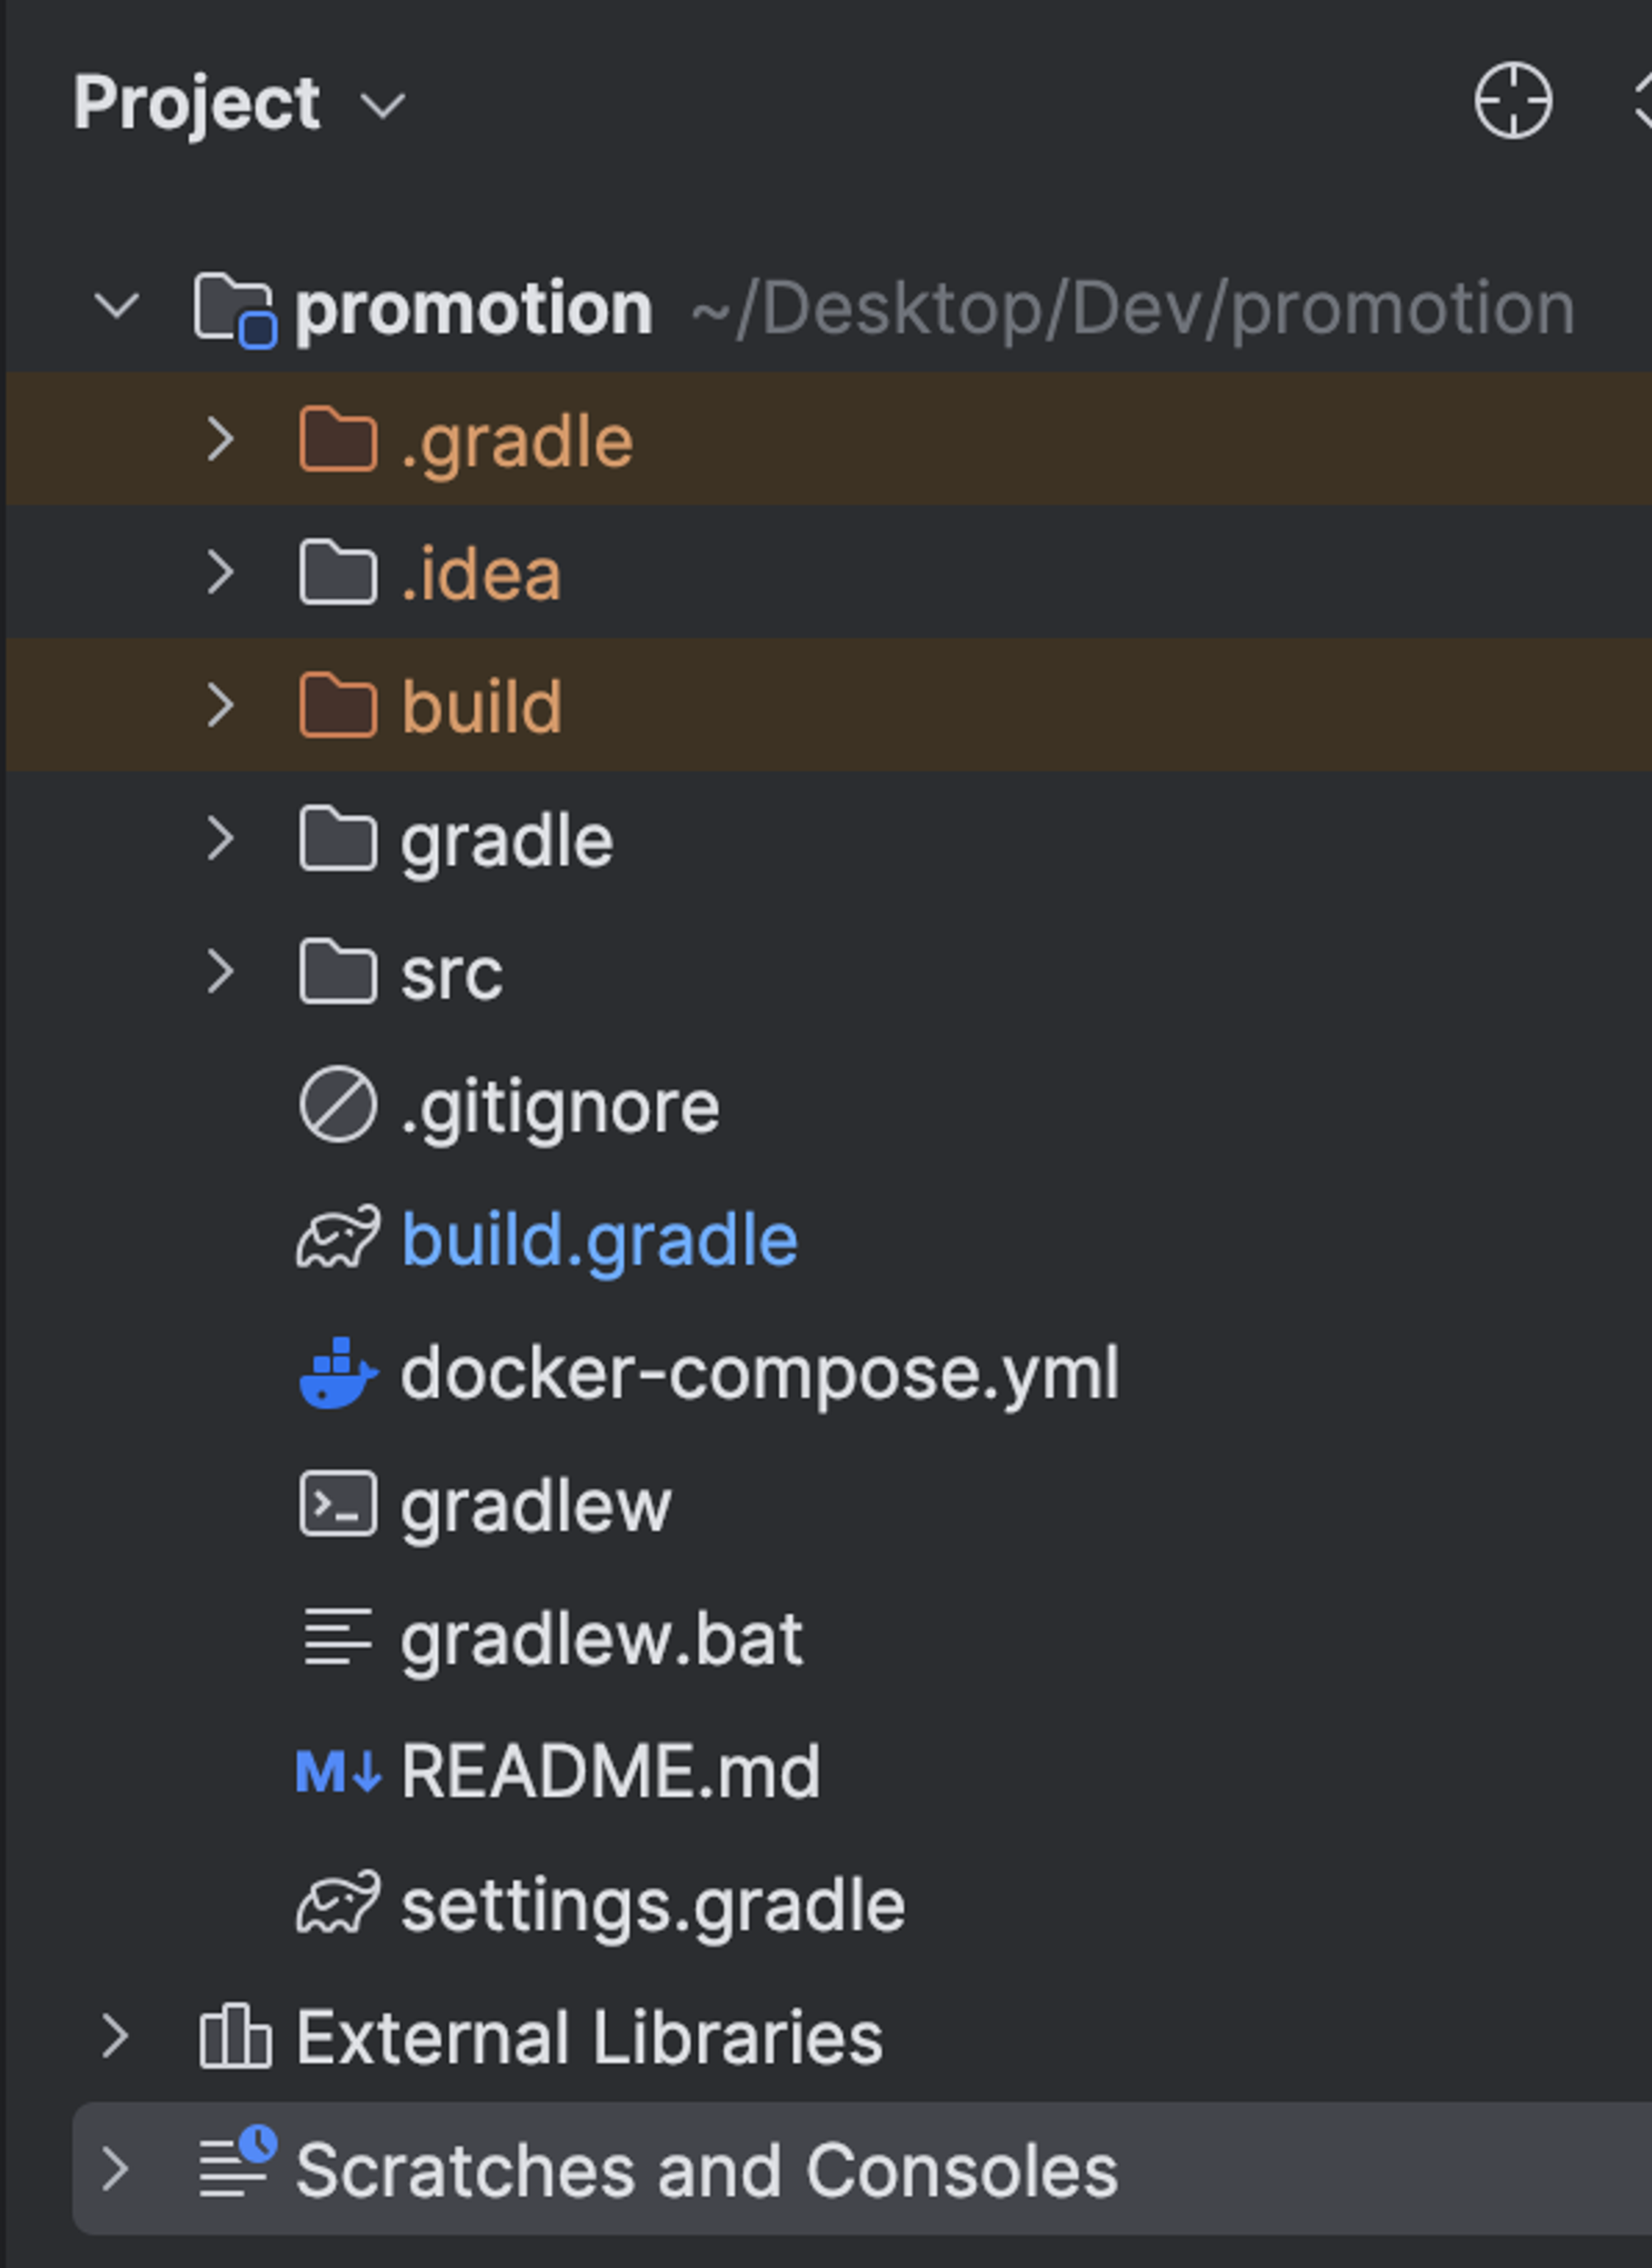 Project
promotion ~/Desktop/Dev/promotion
.gradle
.idea
build
gradle
src
.gitignore
build.gradle
docker-compose.yml
gradlew
gradlew.bat
M↓ README.md
settings.gradle
External Libraries
Scratches and Consoles